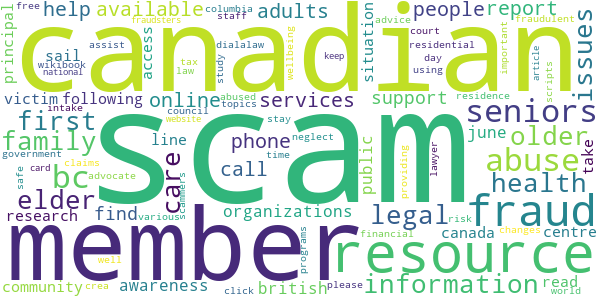 free fraudsters columbia
staff
help available adults people report
principal
canadian
assist dialalaw
tax
law
study
sail
wikibook
national
access
wellbeing
situation
advice
court
residential
day
keep using
important
fraudulent
article
scripts
issues
victim following online
abused
topics
services
support
residence
seniors
intake
first
council
website
stay
neglect
phone
line
time
june older
government
family
scam
public
providing
lawyer
abuse
take
safe
card
claims
advocate
bc
care
various
scammers
call
health
elder
research find
organizations
legal
risk
fraud
canada
changes
centre
member
financial
programs
resource
community
crea
well
awareness
click
british
please
information
read
world